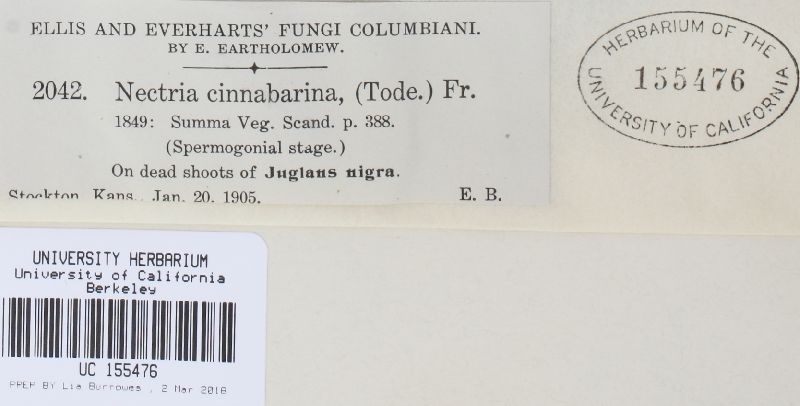 ELLIS AND EVERHARTS' FUNGI COLUMBIANI.
BY E. BARTHOLOMEW.
2042. Nectria cinnabarina, (Tode.) Fr.
1849: Summa Veg. Scand. p. 388.
(Spermogonial stage.)
On dead shoots of Juglans nigra.
Stockton, Kans., Jan. 20, 1905. E. B.
HERBARIUM OF THE
155476
UNIVERSITY OF CALIFORNIA
UNIVERSITY HERBARIUM
University of California
Berkeley
UC 155476
PREP BY Lia Burrowes , 2 Mar 2016